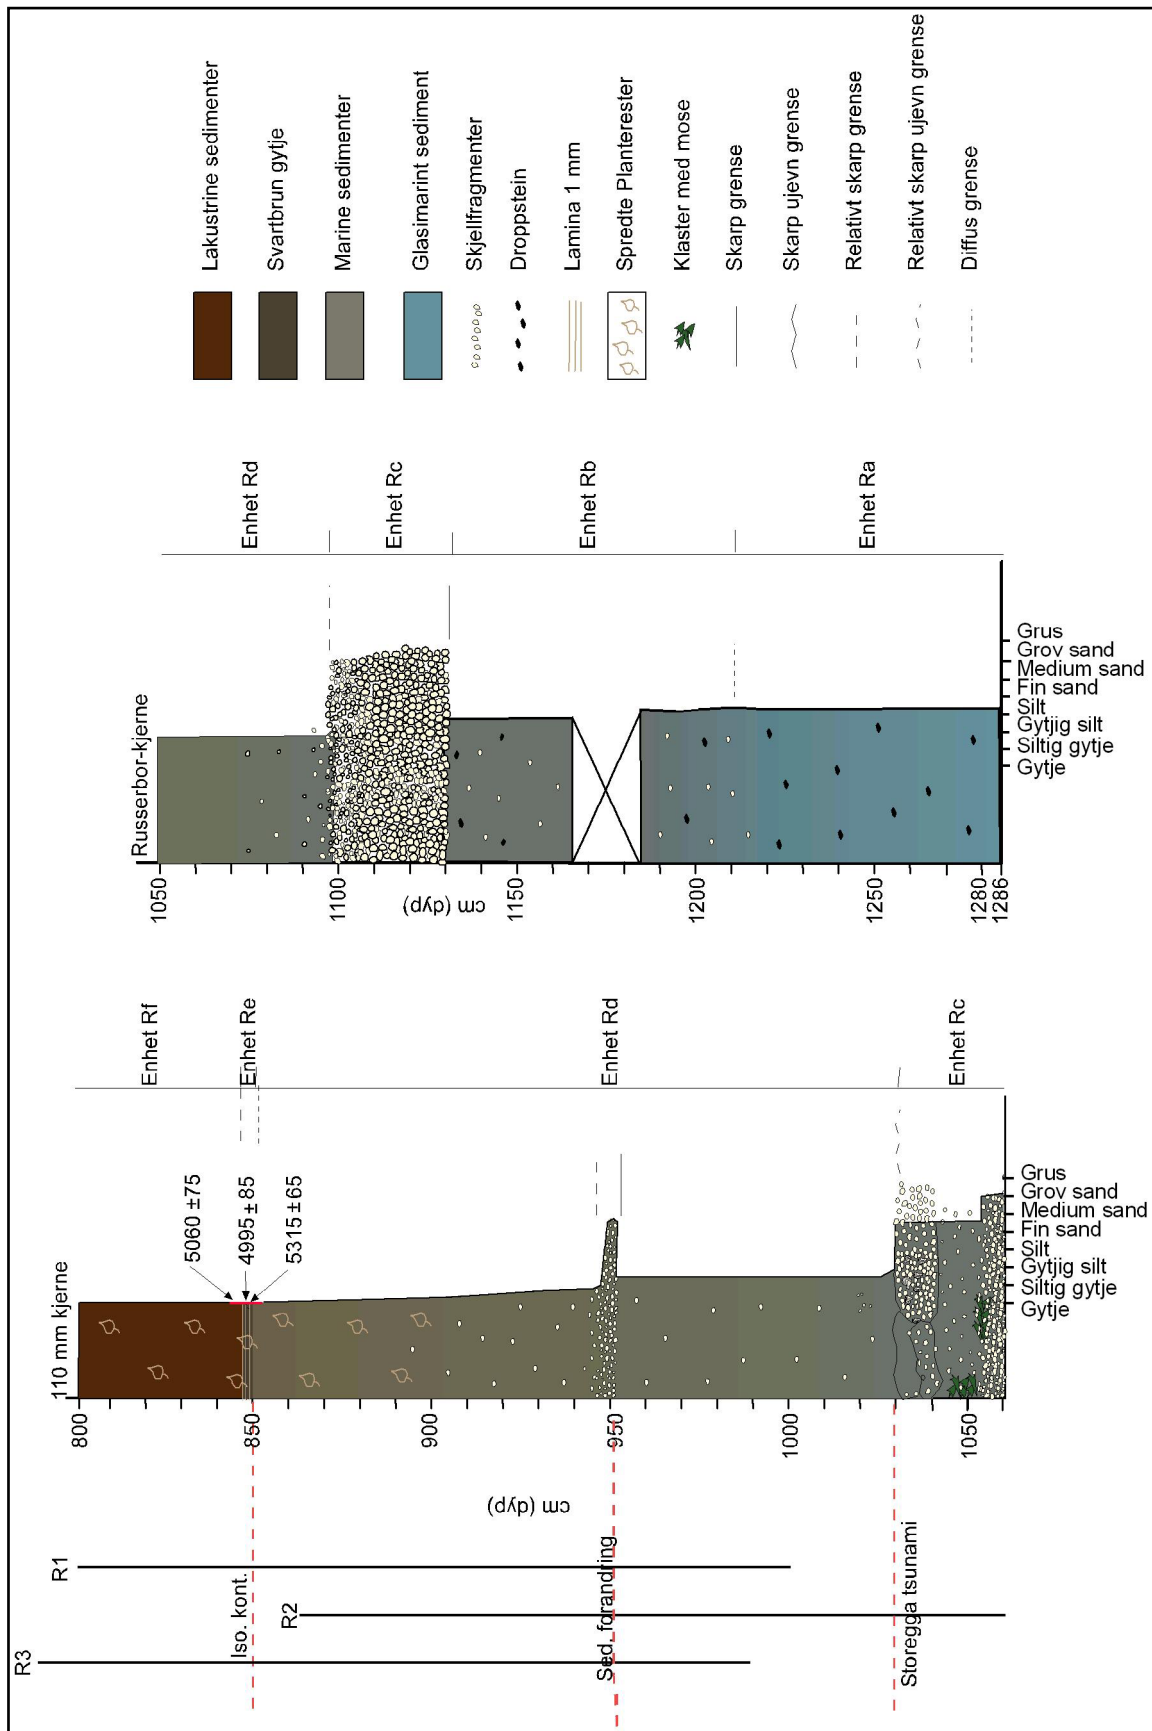 R3
R1
R2
Iso. kont.
Sed. forandring
Storegga tsunami
cm (dyp)
110 mm kjerne
800
850
900
950
1000
1050
5060 ±75
4995 ± 85
5315 ± 65
Enhet Rf
Enhet Re
Enhet Rd
Enhet Rc
Grus
Grov sand
Medium sand
Fin sand
Silt
Gytjig silt
Siltig gytje
Gytje
Russerbor-kjerne
1050
1100
1150
1200
1250
1280
1286
cm (dyp)
Enhet Rd
Enhet Rc
Enhet Rb
Enhet Ra
Grus
Grov sand
Medium sand
Fin sand
Silt
Gytjig silt
Siltig gytje
Gytje
Lakustrine sedimenter
Svartbrun gytje
Marine sedimenter
Glasimarint sediment
Skjellfragmenter
Droppstein
Lamina 1 mm
Spredte Planterester
Klaster med mose
Skarp grense
Skarp ujevn grense
Relativt skarp grense
Relativt skarp ujevn grense
Diffus grense